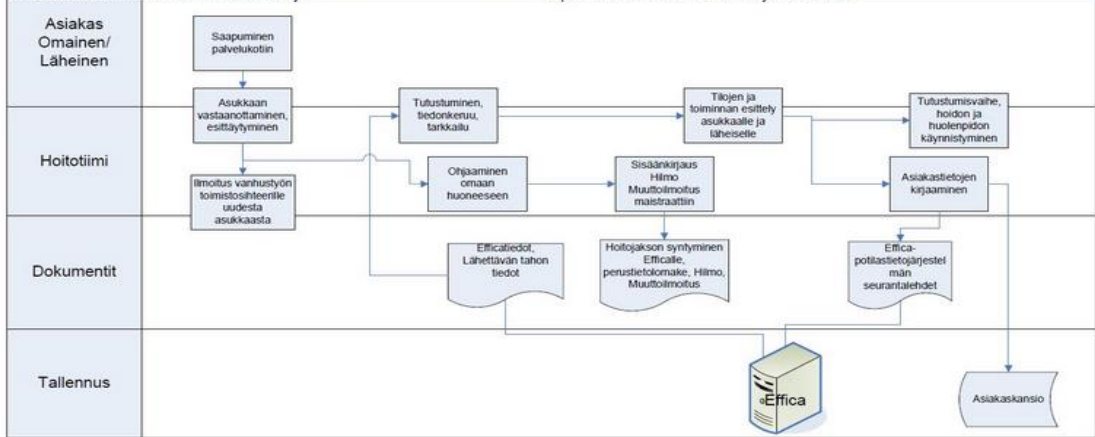 Asiakas
Omainen/
Läheinen
Saapuminen
palvelukotiin
Asukkaan
vastaanottaminen,
esittäytyminen
Tutustuminen,
tiedonkeruu,
tarkkailu
Tilojen ja
toiminnan esittely
asukkaalle ja
läheiselle
Tutustumisvaihe,
hoidon ja
huolenpidon
käynnistyminen
Hoitotiimi
Ilmoitus vanhustyön
toimistosihteerille
uudesta
asukkaasta
Ohjaaminen
omaan
huoneeseen
Sisäänkirjaus
Hilmo
Muuttoilmoitus
maistraattiin
Asiakastietojen
kirjaaminen
Dokumentit
Efficatiedot,
Lähettävän tahon
tiedot
Hoitojakson syntyminen
Efficalle,
perustietolomake, Hilmo,
Muuttoilmoitus
Effica-
potilastietojärjestel
män
seurantalehdet
Tallennus
Effica
Asiakaskansio